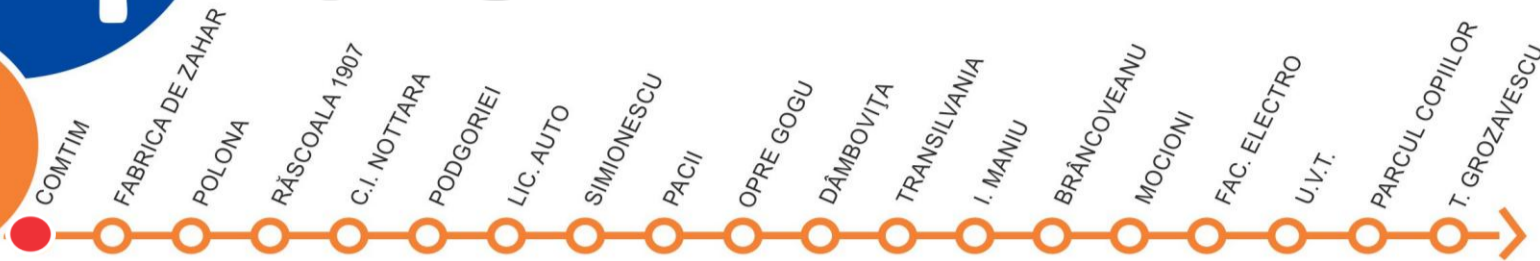 COMTIM
FABRICA DE ZAHAR
POLONA
RĂSCOALA 1907
C.I. NOTTARA
PODGORIEI
LIC. AUTO
SIMIONESCU
PACII
OPRE GOGU
DÂMBOVIȚA
TRANSILVANIA
I. MANIU
BRÂNCOVEANU
MOCIONI
FAC. ELECTRO
U.V.T.
PARCUL COPIILOR
T. GROZAVESCU